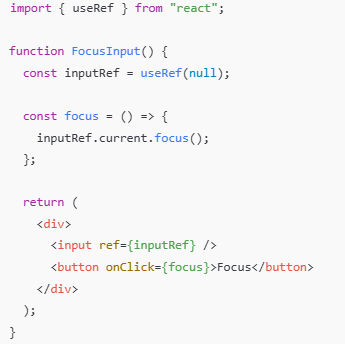 import { useRef } from "react";

function FocusInput() {
  const inputRef = useRef(null);

  const focus = () => {
    inputRef.current.focus();
  };

  return (
    <div>
      <input ref={inputRef} />
      <button onClick={focus}>Focus</button>
    </div>
  );
}